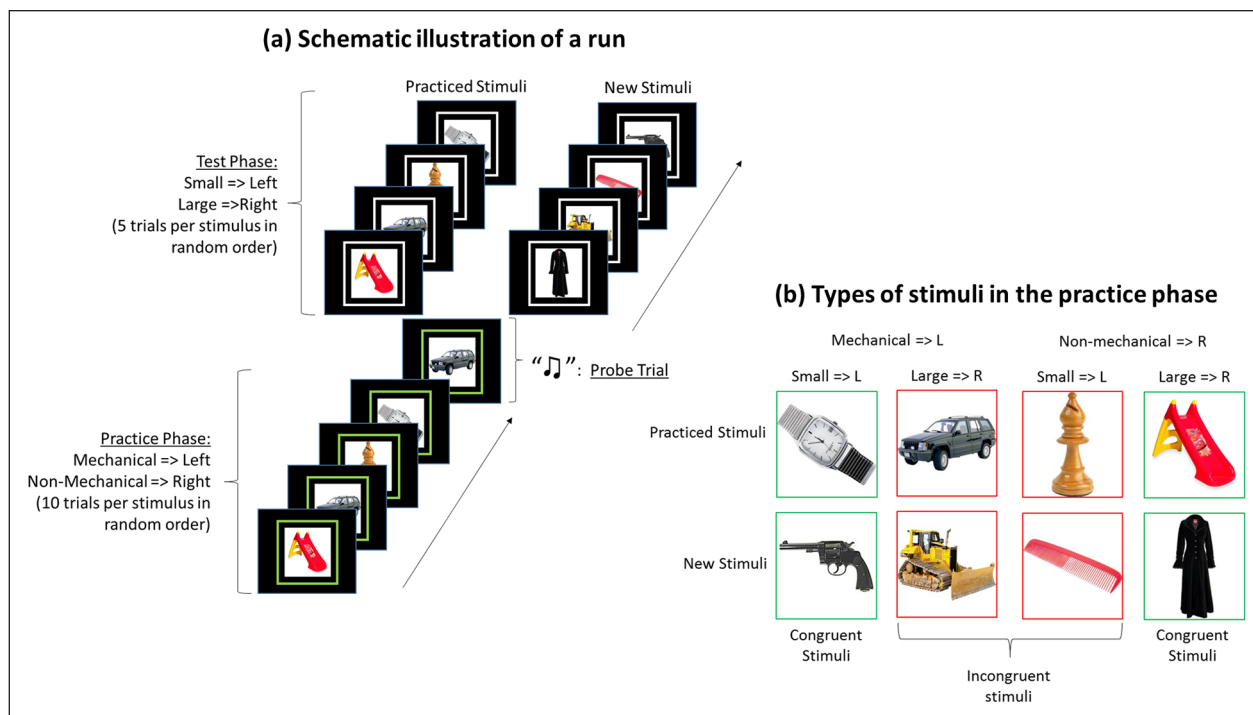 (a) Schematic illustration of a run
Practiced Stimuli
New Stimuli
Test Phase:
Small => Left
Large =>Right
(5 trials per stimulus in
random order)
“♫”: Probe Trial
Practice Phase:
Mechanical => Left
Non-Mechanical => Right
(10 trials per stimulus in
random order)
(b) Types of stimuli in the practice phase
Mechanical => L
Non-mechanical => R
Small => L
Large => R
Small => L
Large => R
Practiced Stimuli
New Stimuli
Congruent
Stimuli
Incongruent
stimuli
Congruent
Stimuli